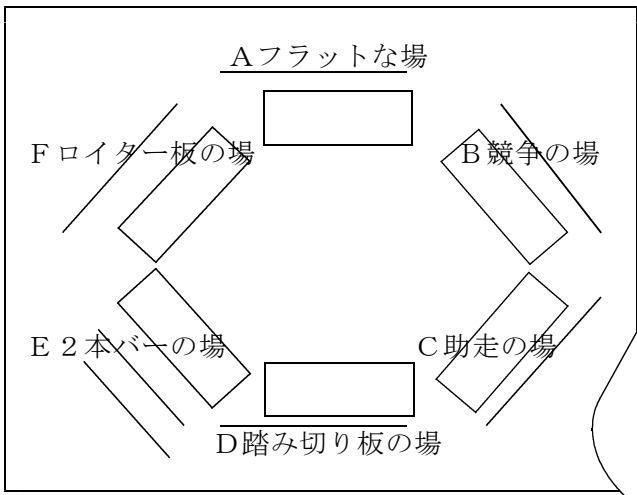 Ａフラットな場
Ｆロイター板の場
Ｂ競争の場
Ｅ２本バーの場
Ｃ助走の場
Ｄ踏み切り板の場